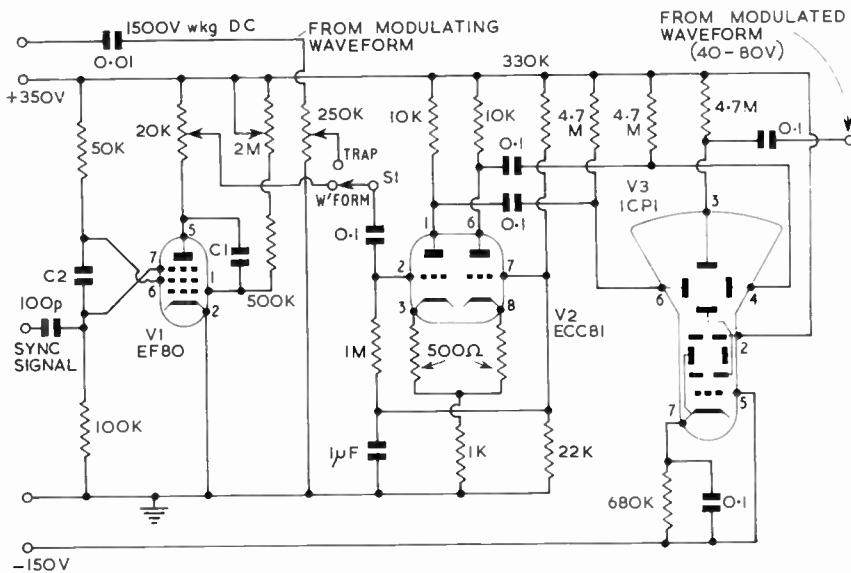 1500V wkg DC
0.01
FROM MODULATING
WAVEFORM
FROM MODULATED
WAVEFORM
(40-80V)
+350V
50K
20K
2M
250K
TRAP
S1
W'FORM
10K
10K
330K
4.7
M
4.7
M
4.7M
0.1
0.1
0.1
0.1
V3
1CP1
C2
C1
7
6
5
1
2
500K
100p
SYNC
SIGNAL
V1
EF80
100K
1
6
2
7
3
8
V2
ECC81
1M
500Ω
1µF
1K
22K
3
6
4
2
5
7
680K
0.1
-150V